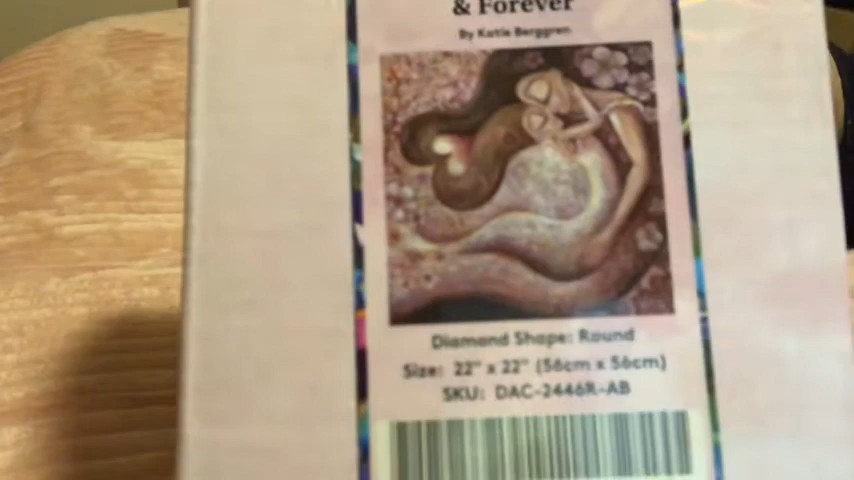 & Forever
By Katie Berggren
Diamond Shape: Round
Size: 22" x 22" (56cm x 56cm)
SKU: DAC-2446R-AB